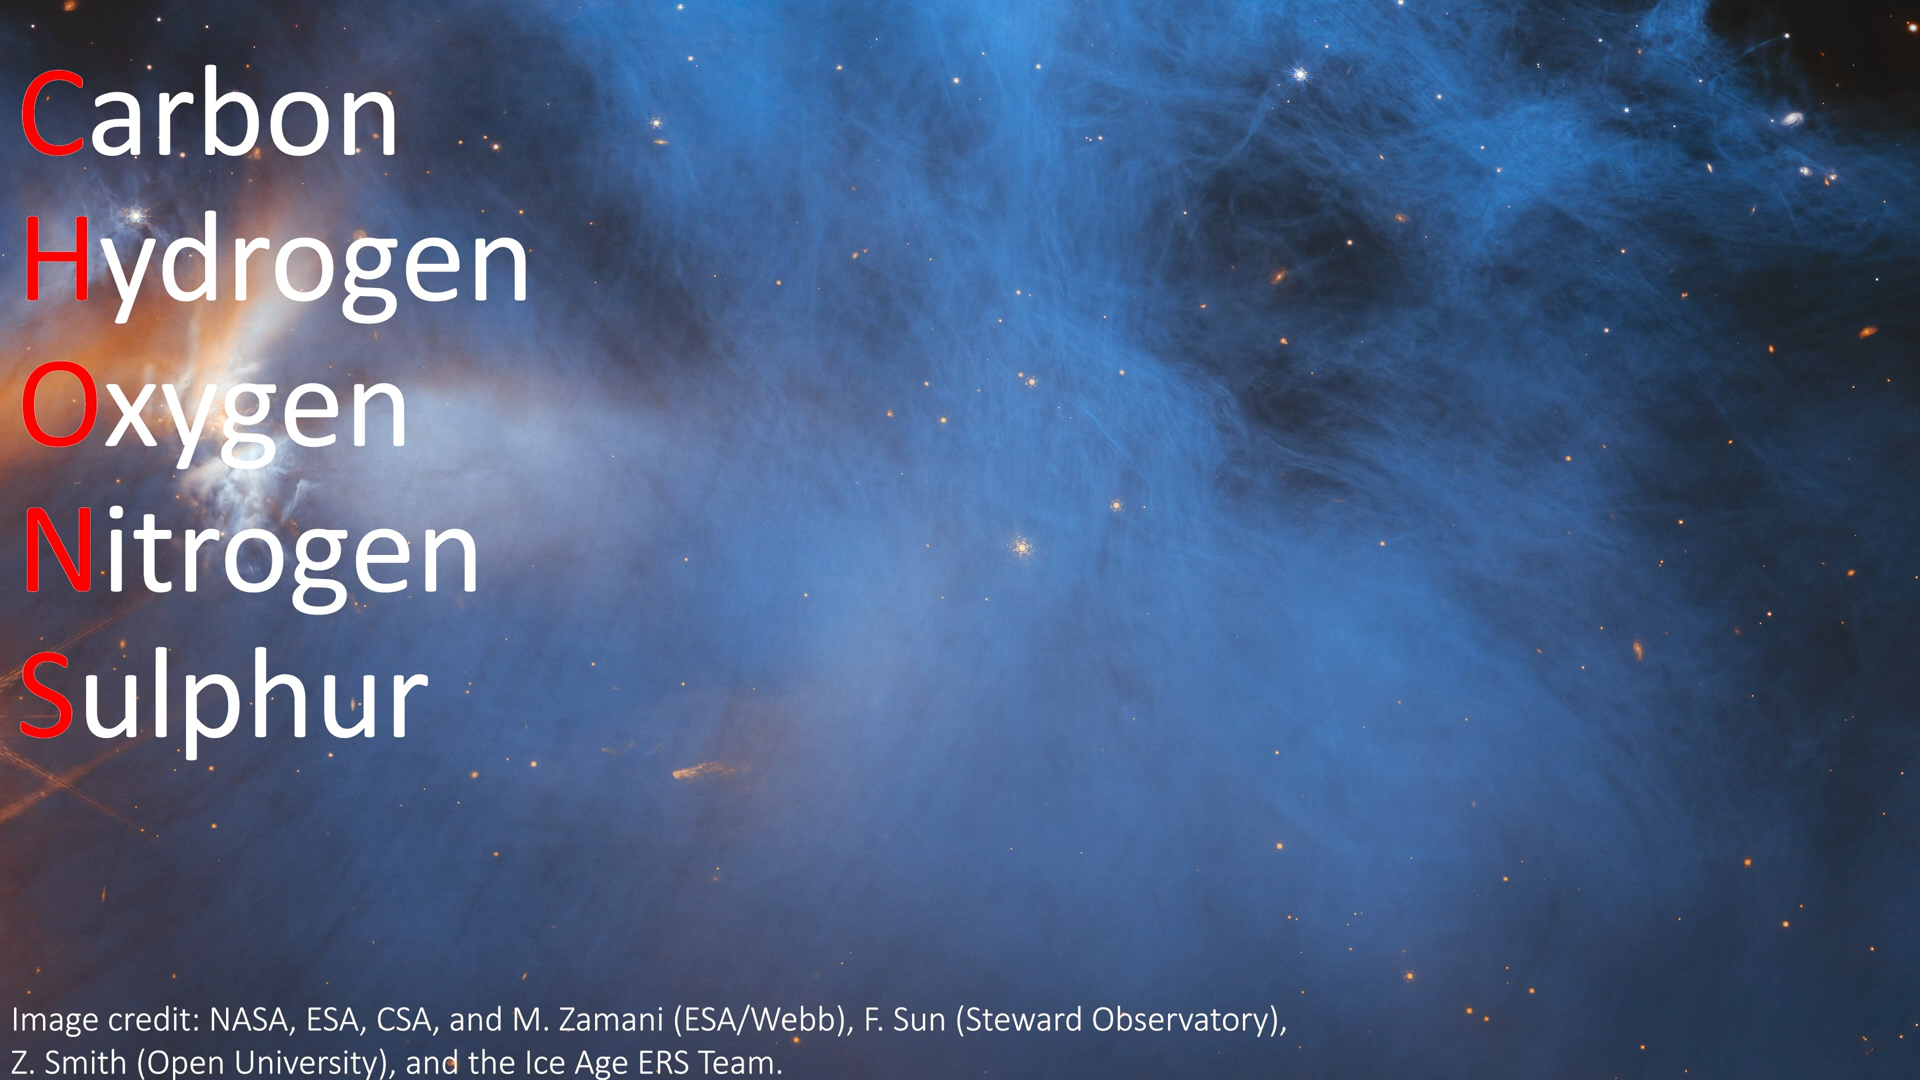 Carbon
Hydrogen
Oxygen
Nitrogen
Sulphur
Image credit: NASA, ESA, CSA, and M. Zamani (ESA/Webb), F. Sun (Steward Observatory),
Z. Smith (Open University), and the Ice Age ERS Team.